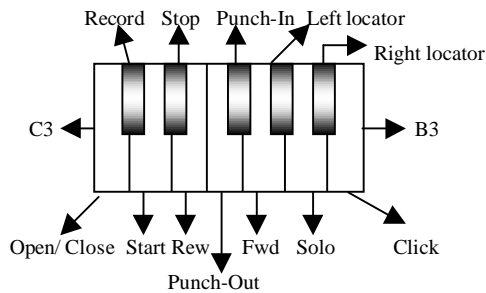 Record Stop Punch-In Left locator
Right locator
C3 B3
Open/ Close Start Rew Fwd Solo Click
Punch-Out